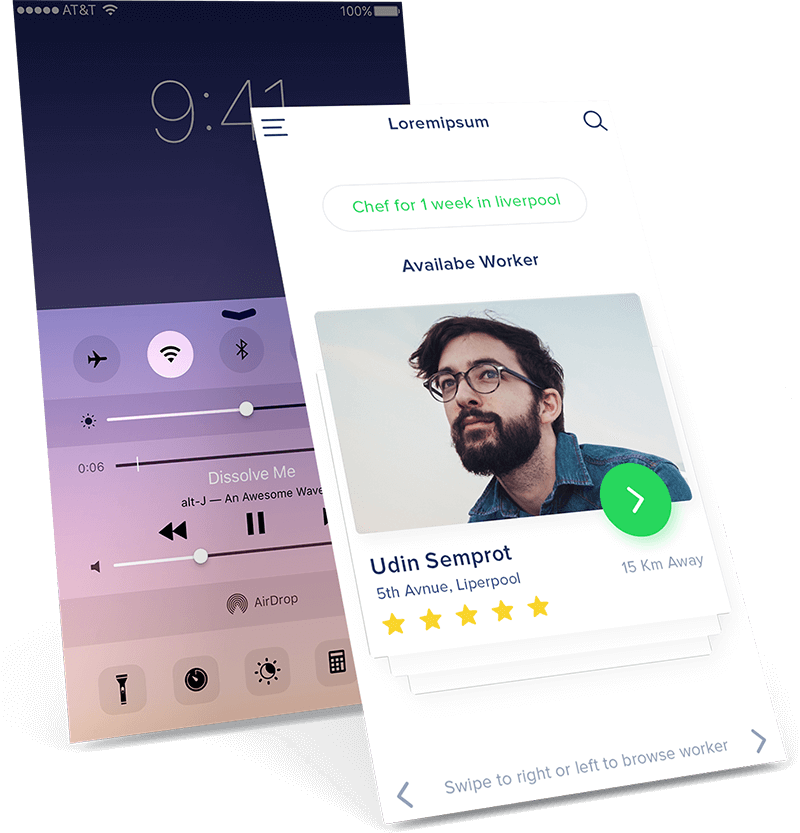 AT&T
100%
9:41
0:06
Dissolve Me
alt-J — An Awesome Wave
AirDrop
Loremipsum
Chef for 1 week in liverpool
Availabe Worker
Udin Semprot
5th Avnue, Liperpool
15 Km Away
Swipe to right or left to browse worker